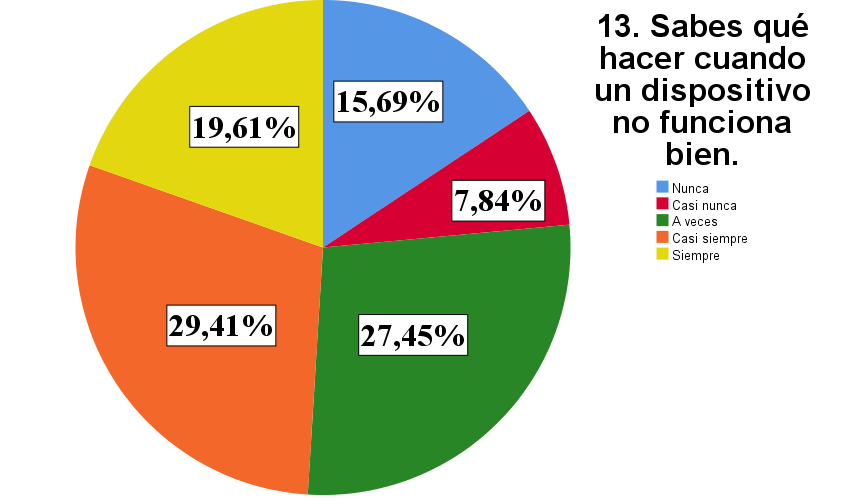 13. Sabes qué
hacer cuando
un dispositivo
no funciona
bien.
Nunca
Casi nunca
A veces
Casi siempre
Siempre
15,69%
7,84%
27,45%
29,41%
19,61%